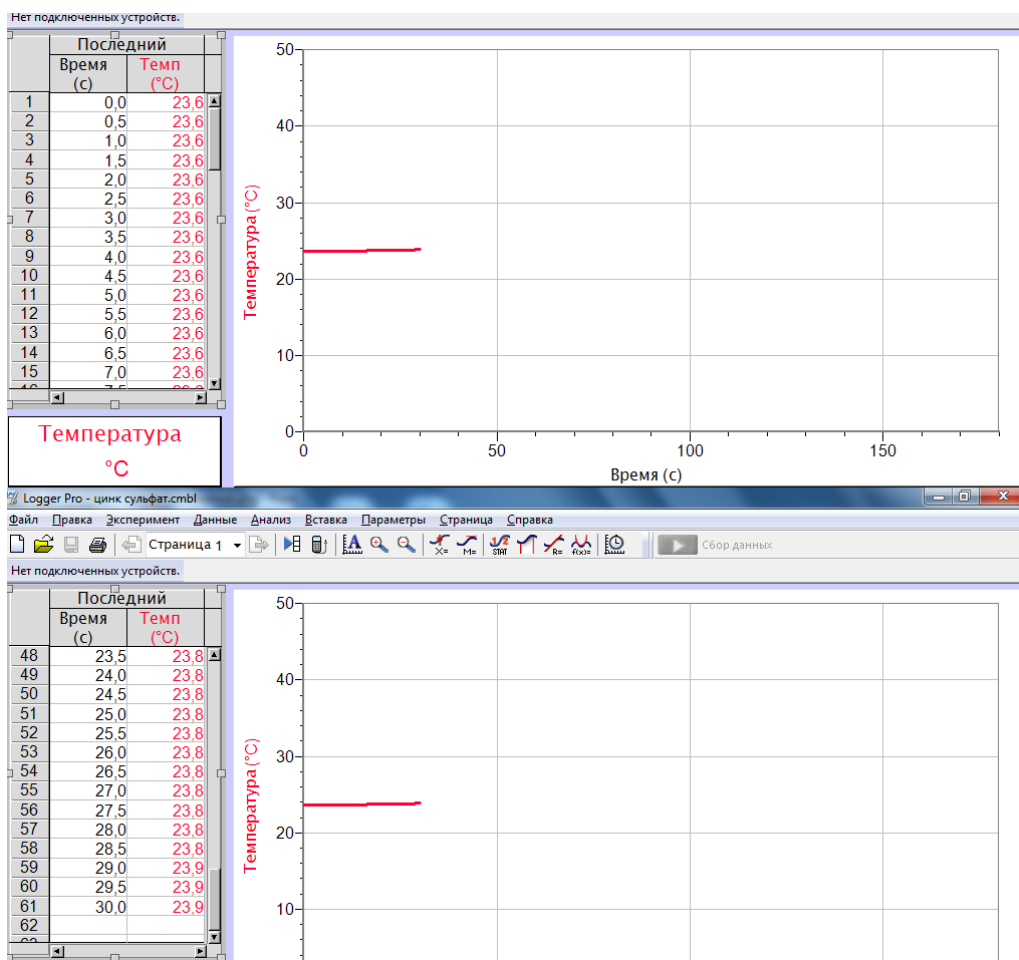 Нет подключенных устройств.
Последний
Время Темп
(с) (°C)
1 0,0 23,6
2 0,5 23,6
3 1,0 23,6
4 1,5 23,6
5 2,0 23,6
6 2,5 23,6
7 3,0 23,6
8 3,5 23,6
9 4,0 23,6
10 4,5 23,6
11 5,0 23,6
12 5,5 23,6
13 6,0 23,6
14 6,5 23,6
15 7,0 23,6
Температура
°C
50
40
30
20
10
0
Температура (°C)
0 50 100 150
Время (с)
Logger Pro - цинк сульфат.cmbl
Файл Правка Эксперимент Данные Анализ Вставка Параметры Страница Справка
Страница 1 Сбор данных
Нет подключенных устройств.
Последний
Время Темп
(с) (°C)
48 23,5 23,8
49 24,0 23,8
50 24,5 23,8
51 25,0 23,8
52 25,5 23,8
53 26,0 23,8
54 26,5 23,8
55 27,0 23,8
56 27,5 23,8
57 28,0 23,8
58 28,5 23,8
59 29,0 23,9
60 29,5 23,9
61 30,0 23,9
62
50
40
30
20
10
Температура (°C)